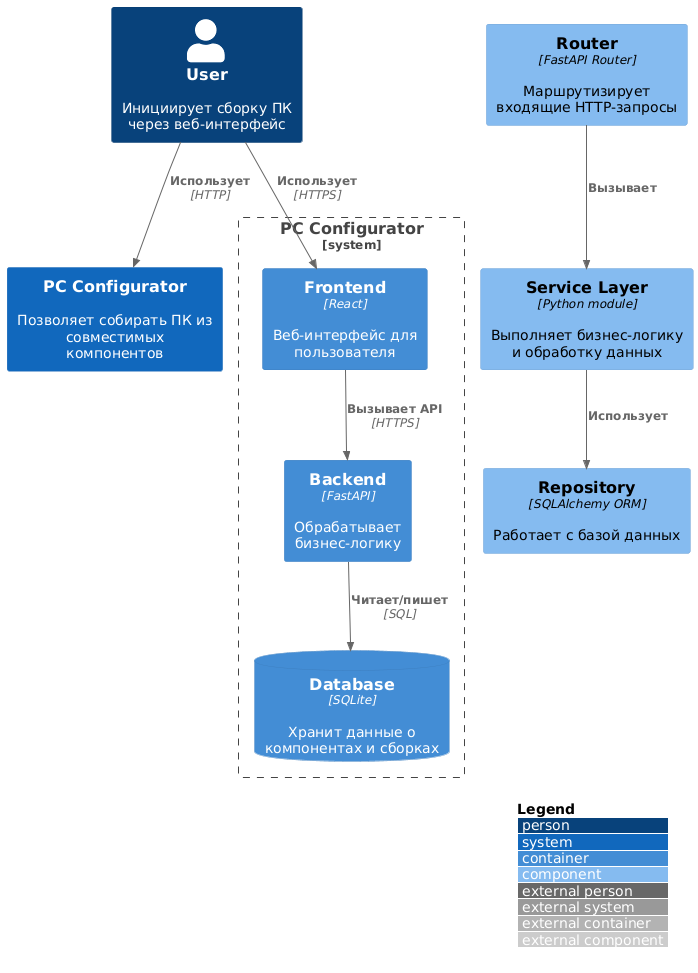 User
Инициирует сборку ПК
через веб-интерфейс
Router
[FastAPI Router]
Маршрутизирует
входящие HTTP-запросы
Использует
[HTTP]
Использует
[HTTPS]
Вызывает
PC Configurator
[system]
PC Configurator
Позволяет собирать ПК из
совместимых
компонентов
Frontend
[React]
Веб-интерфейс для
пользователя
Service Layer
[Python module]
Выполняет бизнес-логику
и обработку данных
Вызывает API
[HTTPS]
Использует
Backend
[FastAPI]
Обрабатывает
бизнес-логику
Repository
[SQLAlchemy ORM]
Работает с базой данных
Читает/пишет
[SQL]
Database
[SQLite]
Хранит данные о
компонентах и сборках
Legend
person
system
container
component
external person
external system
external container
external component